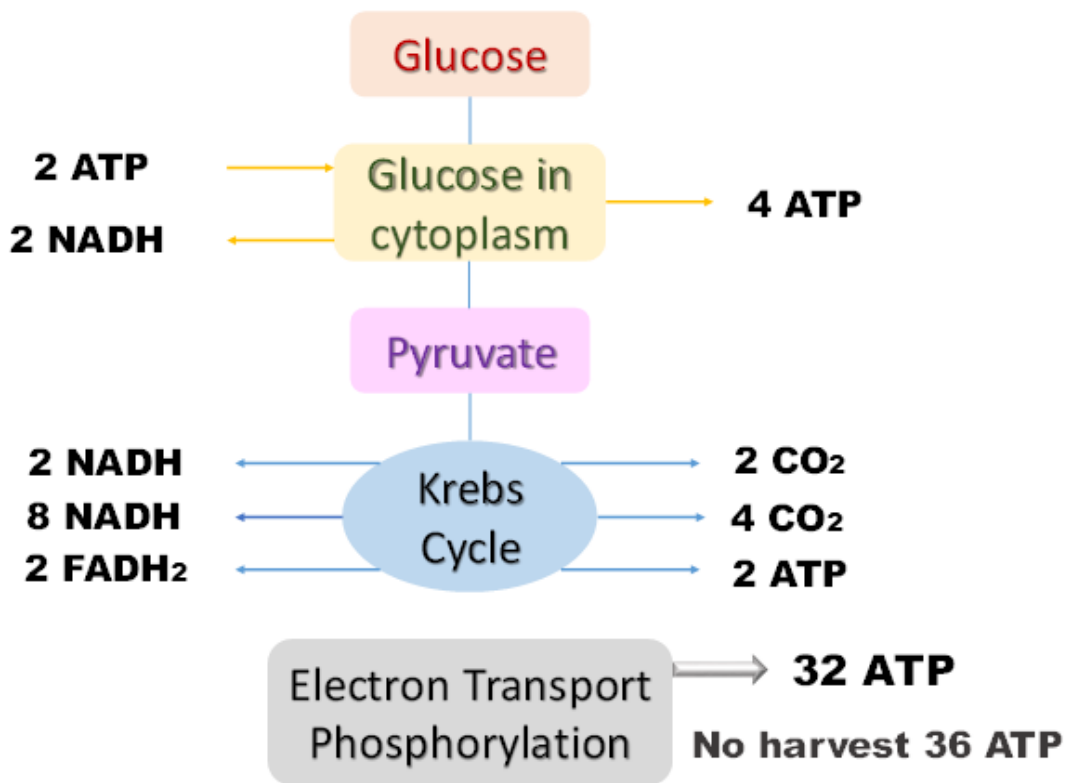 Glucose
2 ATP
Glucose in
cytoplasm
4 ATP
2 NADH
Pyruvate
2 NADH
8 NADH
2 FADH₂
Krebs
Cycle
2 CO₂
4 CO₂
2 ATP
Electron Transport
Phosphorylation
32 ATP
No harvest 36 ATP